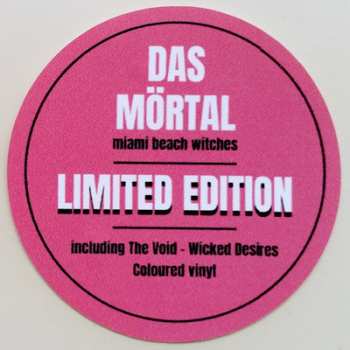 DAS
MÖRTAL
miami beach witches
LIMITED EDITION
including The Void - Wicked Desires
Coloured vinyl